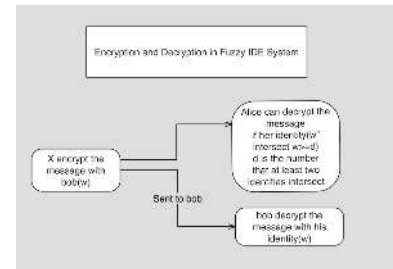 Encryption and Decryption in Fuzzy IDE System
Alice can decrypt the
message
if her identity(w"
intersect w>=d)
d is the number
that at least two
identities intersect
X encrypt the
message with
bob(w)
Sent to bob
bob decrypt the
message with his
identity(w)